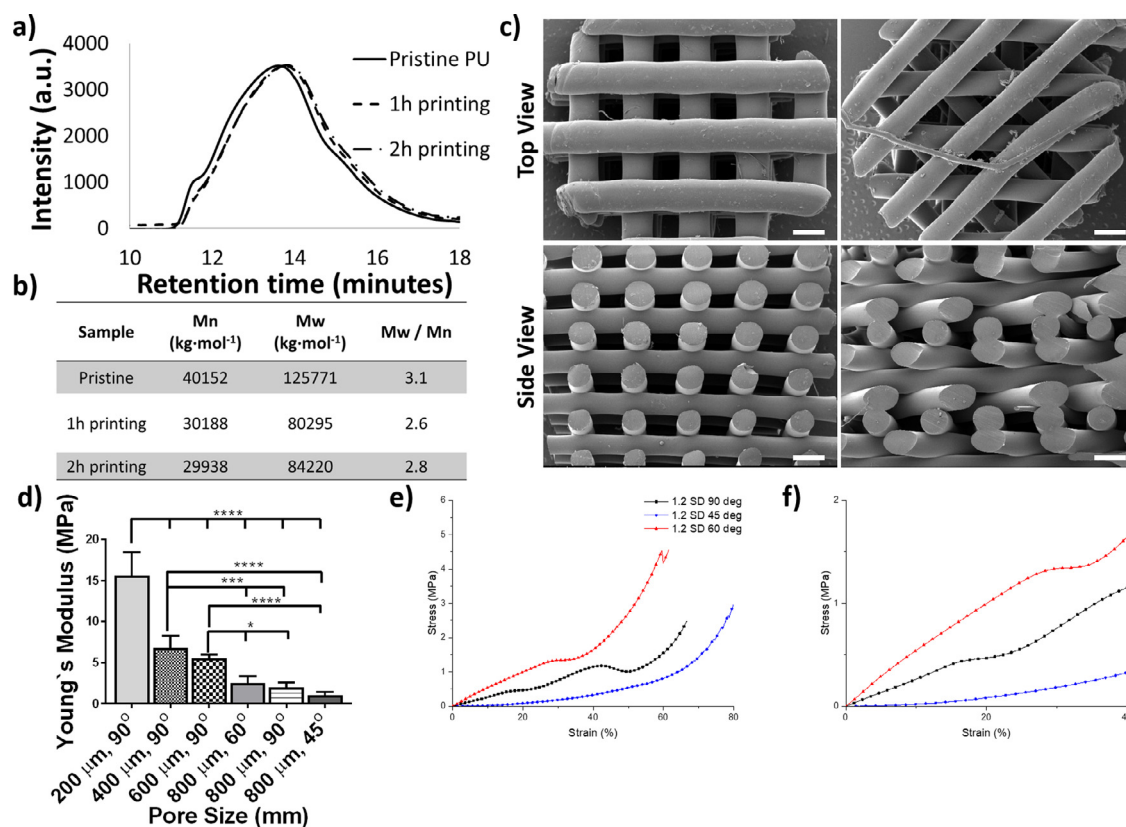 a)
4000
3000
2000
1000
0
Intensity (a.u.)
10 12 14 16 18
Retention time (minutes)
Pristine PU
1h printing
2h printing
b)
Sample Mn (kg·mol-1) Mw (kg·mol-1) Mw / Mn
Pristine 40152 125771 3.1
1h printing 30188 80295 2.6
2h printing 29938 84220 2.8
c)
Top View
Side View
d)
Young`s Modulus (MPa)
20
15
10
5
0
****
****
***
****
*
200 μm, 90°
400 μm, 90°
600 μm, 90°
800 μm, 60°
800 μm, 90°
800 μm, 45°
Pore Size (mm)
e)
6
5
4
3
2
1
0
Stress (MPa)
1.2 SD 90 deg
1.2 SD 45 deg
1.2 SD 60 deg
0 20 40 60 80
Strain (%)
f)
2
1
0
Stress (MPa)
0 20
Strain (%)